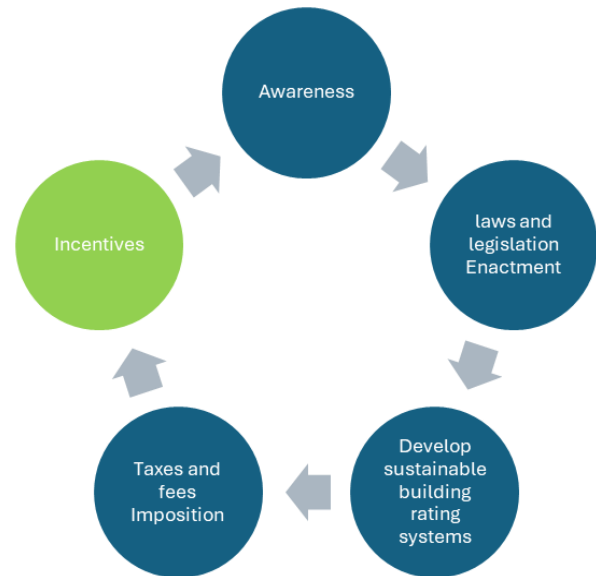 Awareness
laws and
legislation
Enactment
Develop
sustainable
building
rating
systems
Taxes and
fees
Imposition
Incentives